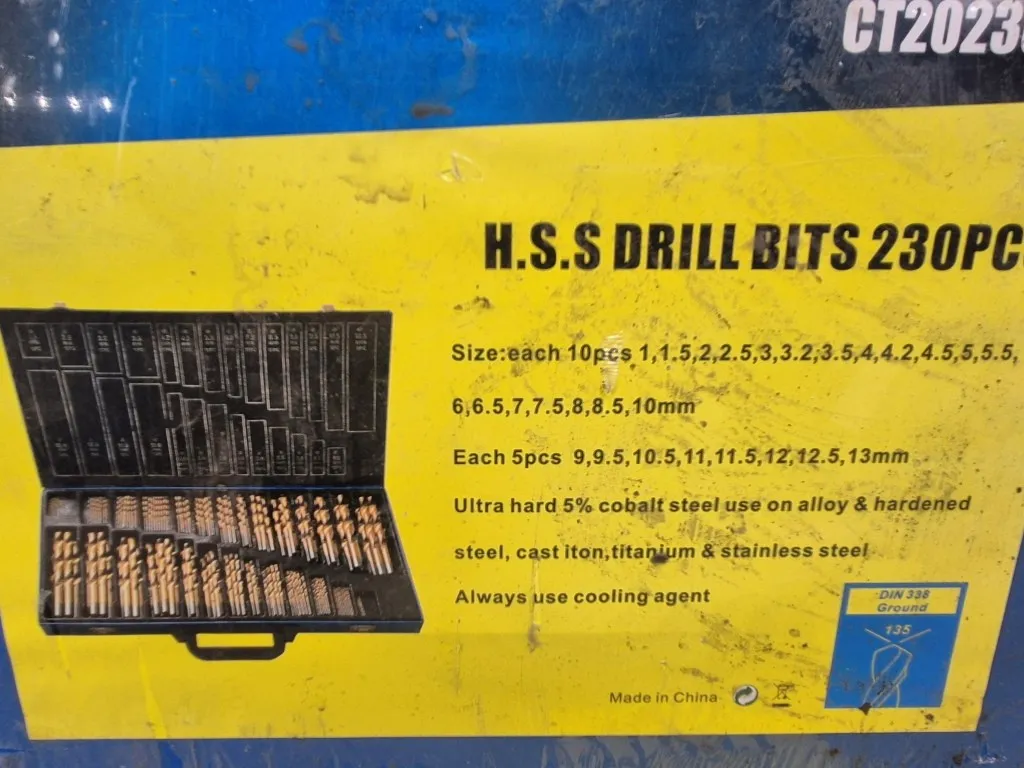 CT2023
H.S.S DRILL BITS 230PC
Size:each 10pcs 1,1.5,2,2.5,3,3.2,3.5,4,4.2,4.5,5,5.5,
6,6.5,7,7.5,8,8.5,10mm
Each 5pcs 9,9.5,10.5,11,11.5,12,12.5,13mm
Ultra hard 5% cobalt steel use on alloy & hardened
steel, cast iton,titanium & stainless steel
Always use cooling agent
DIN 338
Ground
135
Made in China